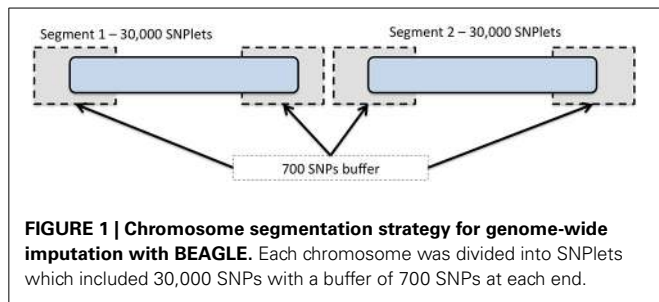 Segment 1 – 30,000 SNPlets
Segment 2 – 30,000 SNPlets
700 SNPs buffer
FIGURE 1 | Chromosome segmentation strategy for genome-wide
imputation with BEAGLE. Each chromosome was divided into SNPlets
which included 30,000 SNPs with a buffer of 700 SNPs at each end.